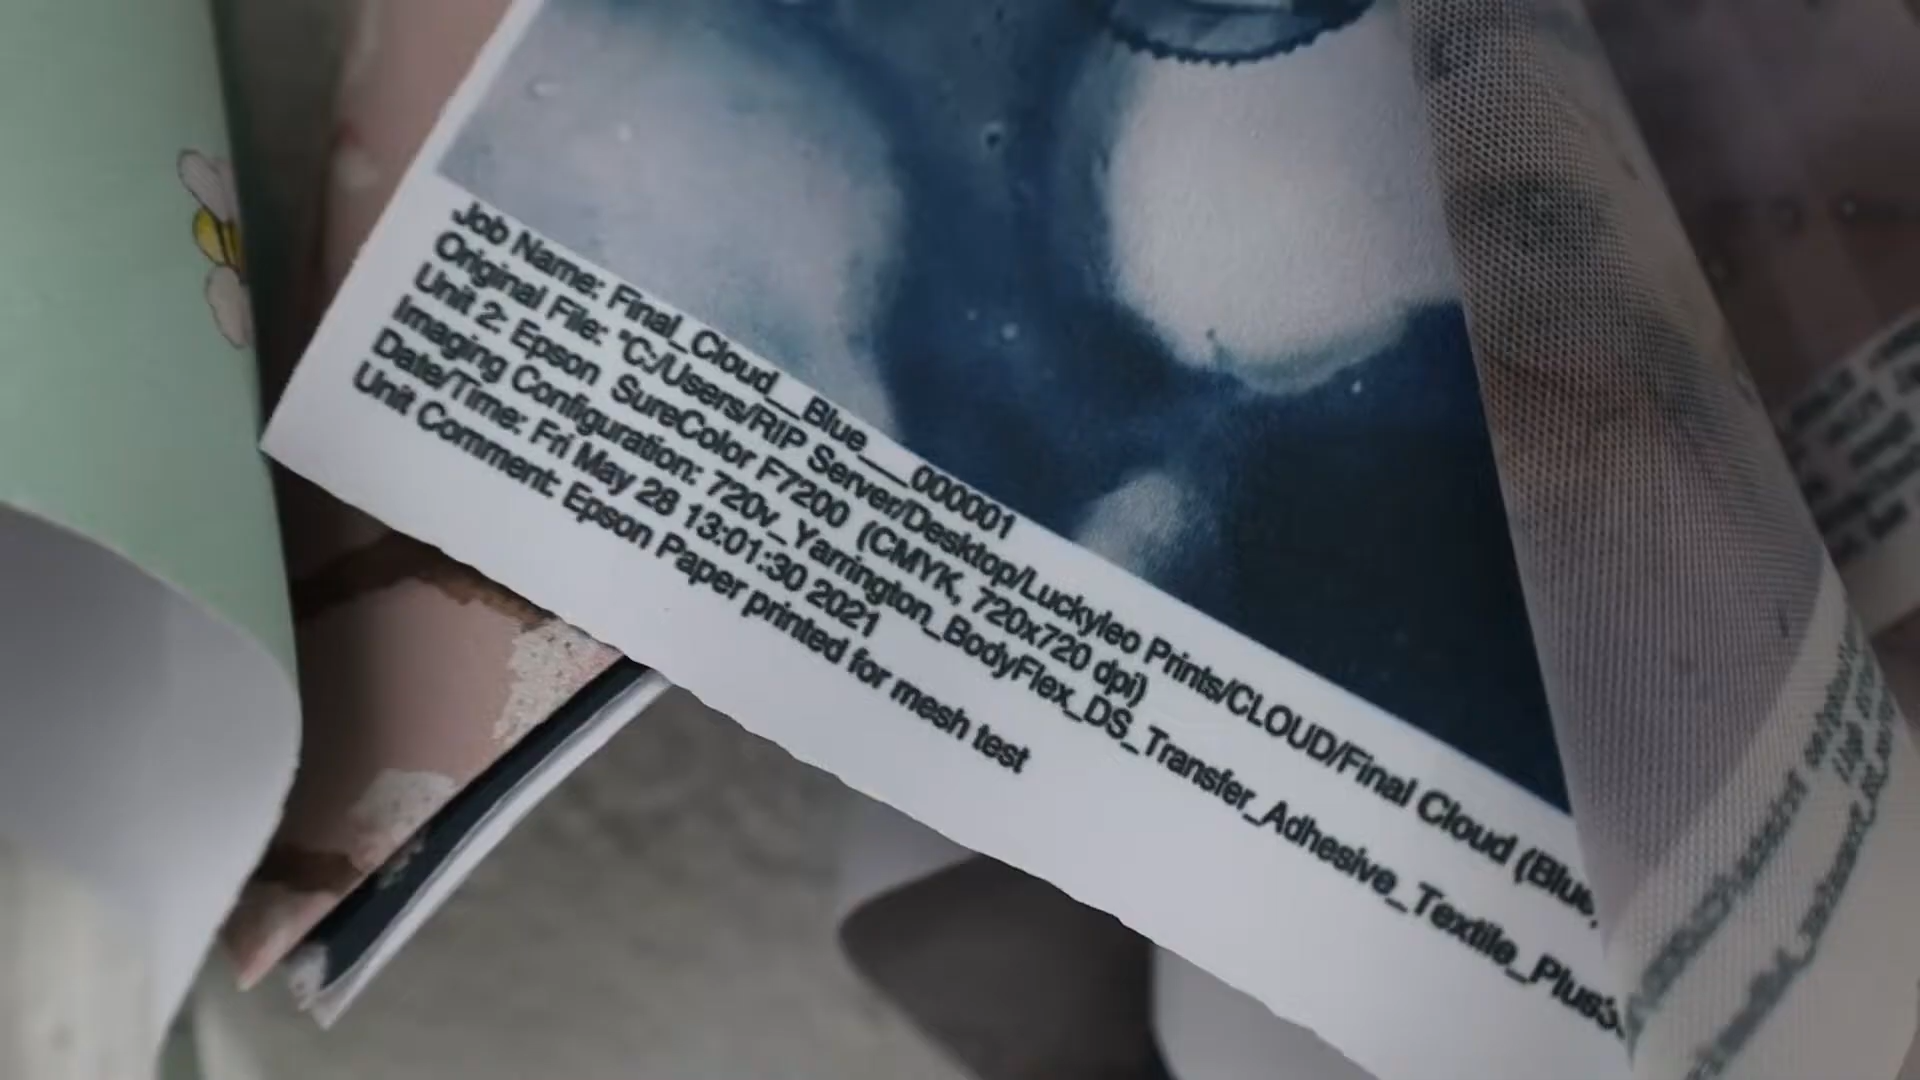 Job Name: Final_Cloud__Blue___000001
Original File: "C:/Users/RIP Server/Desktop/Luckyleo Prints/CLOUD/Final Cloud (Blue,
Unit 2: Epson SureColor F7200 (CMYK, 720x720 dpi)
Imaging Configuration: 720v_Yarrington_BodyFlex_DS_Transfer_Adhesive_Textile_Plus
Date/Time: Fri May 28 13:01:30 2021
Unit Comment: Epson Paper printed for mesh test